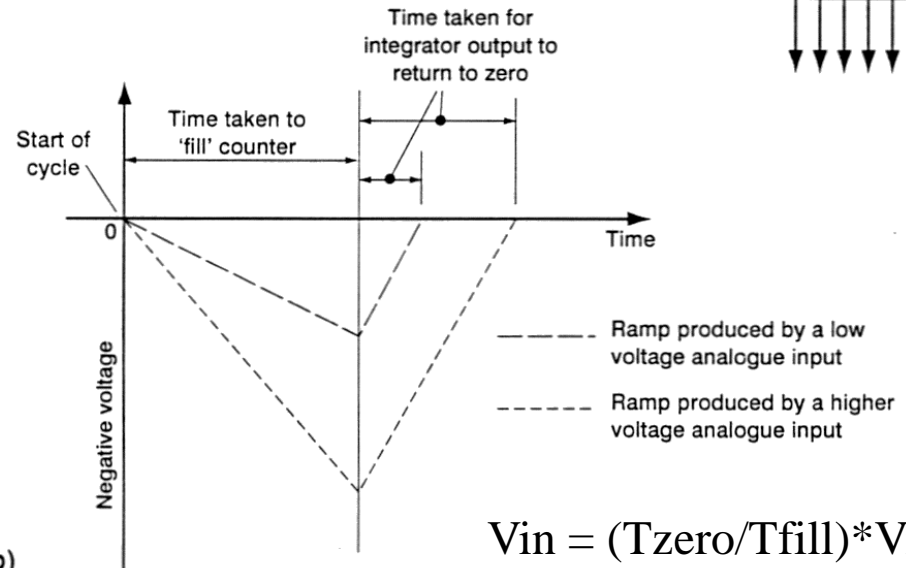 Time taken for
integrator output to
return to zero
Time taken to
'fill' counter
Start of
cycle
0
Time
Negative voltage
Ramp produced by a low
voltage analogue input
Ramp produced by a higher
voltage analogue input
Vin = (Tzero/Tfill)*V